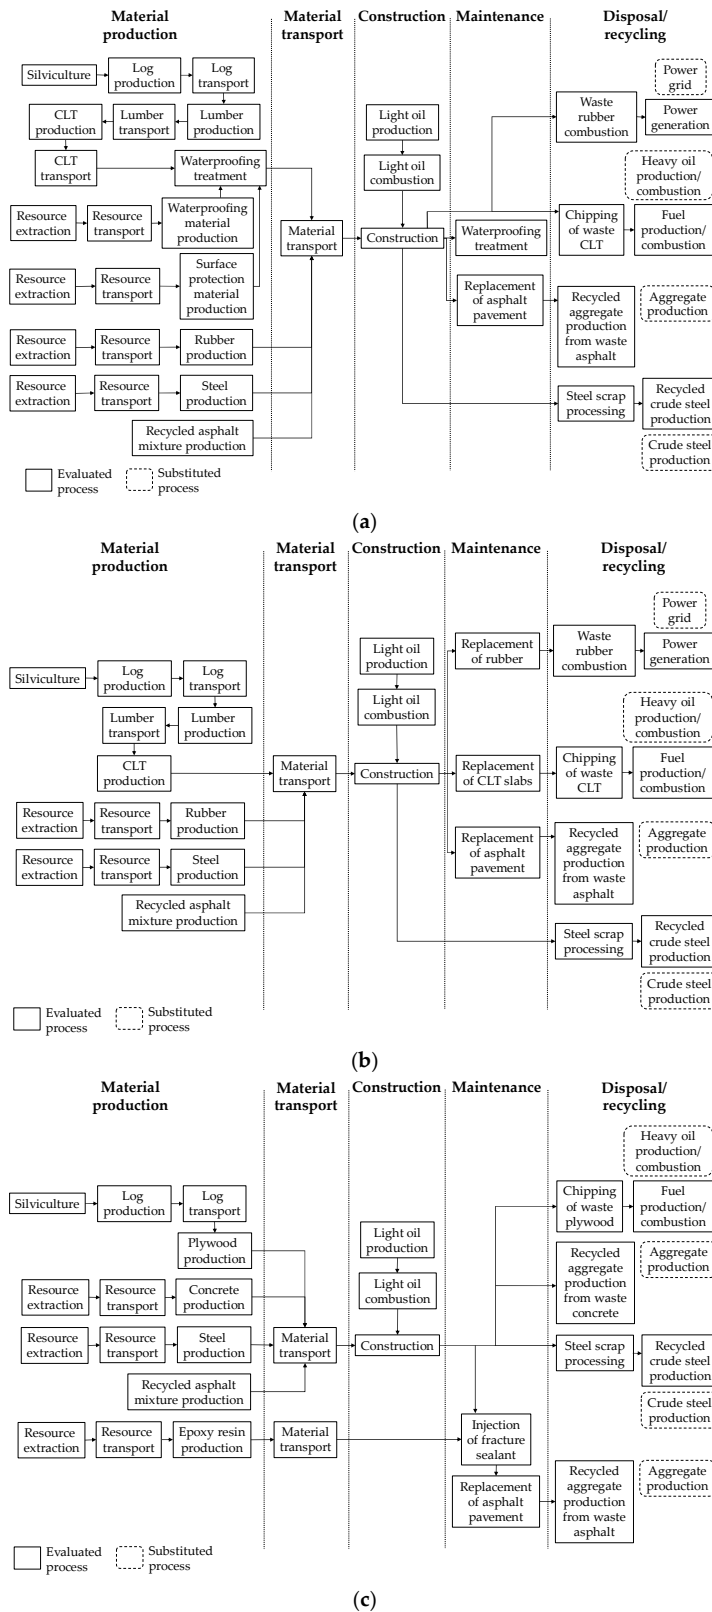 Material
production
Material
transport
Construction
Maintenance
Disposal/
recycling
Silviculture
Log
production
Log
transport
CLT
production
Lumber
transport
Lumber
production
CLT
transport
Waterproofing
treatment
Resource
extraction
Resource
transport
Waterproofing
material
production
Resource
extraction
Resource
transport
Surface
protection
material
production
Resource
extraction
Resource
transport
Rubber
production
Resource
extraction
Resource
transport
Steel
production
Recycled asphalt
mixture production
Material
transport
Light oil
production
Light oil
combustion
Construction
Waterproofing
treatment
Replacement
of asphalt
pavement
Power
grid
Waste
rubber
combustion
Power
generation
Heavy oil
production/
combustion
Chipping
of waste
CLT
Fuel
production/
combustion
Recycled
aggregate
production
from waste
asphalt
Aggregate
production
Steel scrap
processing
Recycled
crude steel
production
Crude steel
production
Evaluated
process
Substituted
process
(a)
Material
production
Material
transport
Construction
Maintenance
Disposal/
recycling
Silviculture
Log
production
Log
transport
Lumber
transport
Lumber
production
CLT
production
Resource
extraction
Resource
transport
Rubber
production
Resource
extraction
Resource
transport
Steel
production
Recycled asphalt
mixture production
Material
transport
Light oil
production
Light oil
combustion
Construction
Replacement
of rubber
Replacement
of CLT slabs
Replacement
of asphalt
pavement
Power
grid
Waste
rubber
combustion
Power
generation
Heavy oil
production/
combustion
Chipping
of waste
CLT
Fuel
production/
combustion
Recycled
aggregate
production
from waste
asphalt
Aggregate
production
Steel scrap
processing
Recycled
crude steel
production
Crude steel
production
Evaluated
process
Substituted
process
(b)
Material
production
Material
transport
Construction
Maintenance
Disposal/
recycling
Silviculture
Log
production
Log
transport
Plywood
production
Resource
extraction
Resource
transport
Concrete
production
Resource
extraction
Resource
transport
Steel
production
Recycled asphalt
mixture production
Resource
extraction
Resource
transport
Epoxy resin
production
Material
transport
Material
transport
Light oil
production
Light oil
combustion
Construction
Injection
of fracture
sealant
Replacement
of asphalt
pavement
Heavy oil
production/
combustion
Chipping
of waste
plywood
Fuel
production/
combustion
Recycled
aggregate
production
from waste
concrete
Aggregate
production
Steel scrap
processing
Recycled
crude steel
production
Crude steel
production
Recycled
aggregate
production
from waste
asphalt
Aggregate
production
Evaluated
process
Substituted
process
(c)